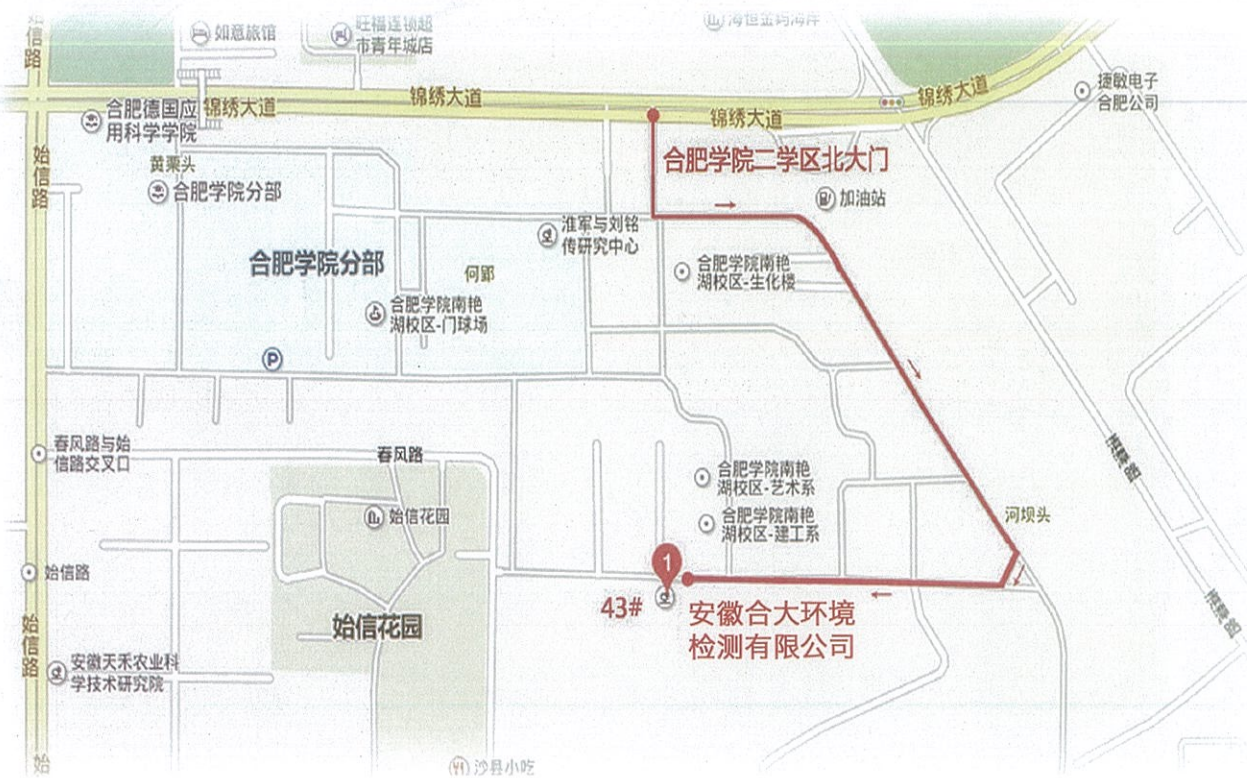 始信路
如意旅馆
旺福连锁超
市青年城店
海恒金码海岸
合肥德国应
用科学学院
锦绣大道
锦绣大道
锦绣大道
锦绣大道
捷敏电子
合肥公司
始信路
黄栗头
合肥学院分部
合肥学院二学区北大门
加油站
淮军与刘铭
传研究中心
合肥学院分部
何郢
合肥学院南艳
湖校区-生化楼
合肥学院南艳
湖校区-门球场
P
春风路与始
信路交叉口
春风路
合肥学院南艳
湖校区-艺术系
始信花园
合肥学院南艳
湖校区-建工系
河坝头
始信路
1
43#
安徽合大环境
检测有限公司
始信路
始信花园
安徽天禾农业科
学技术研究院
始
沙县小吃